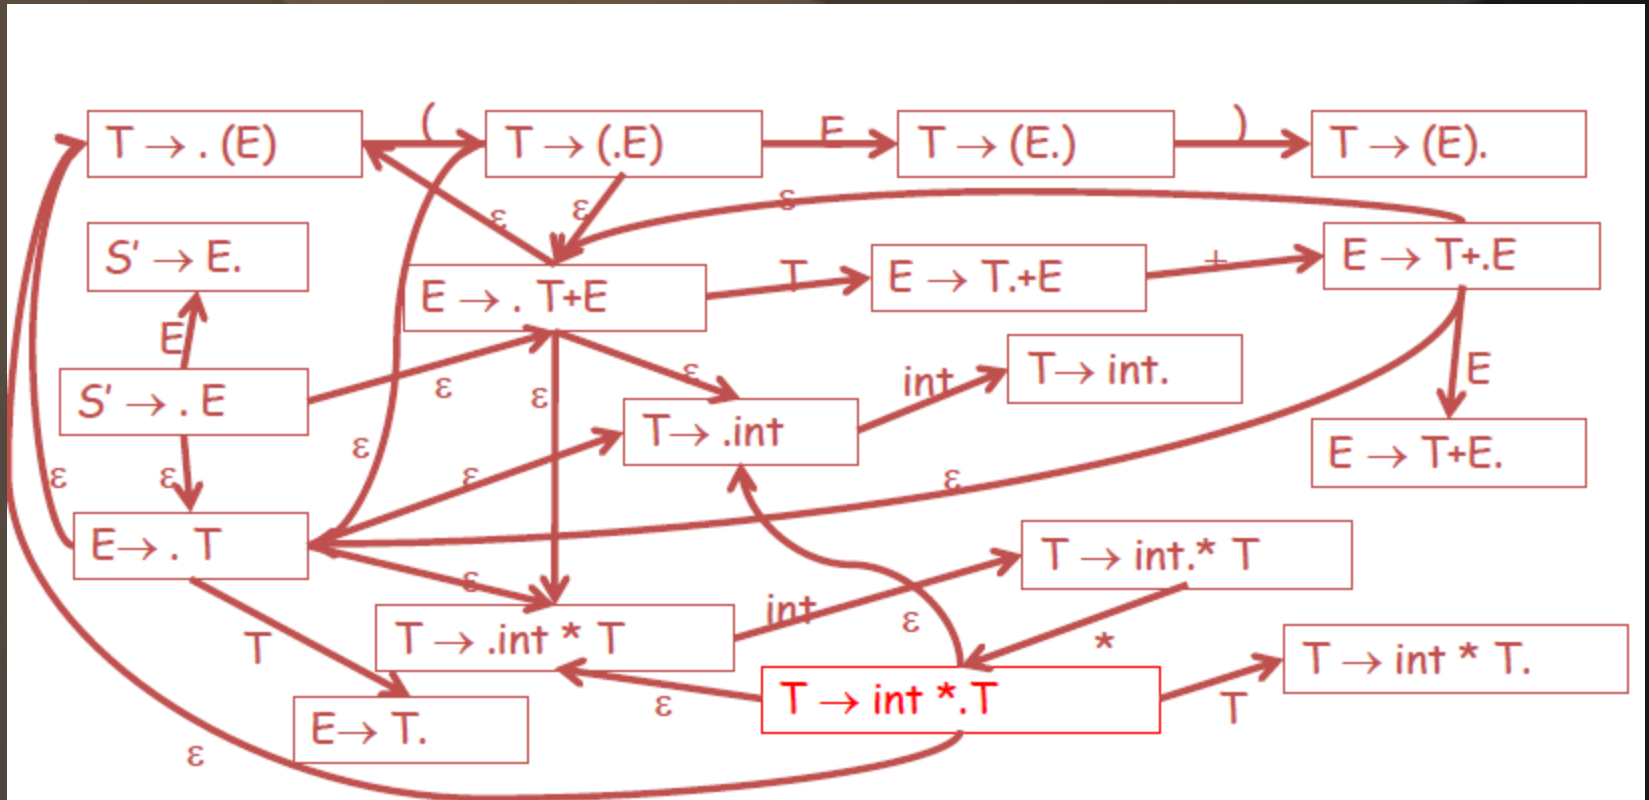 (
E
)
T → . (E)
T → (.E)
T → (E.)
T → (E).
ε
ε
ε
S' → E.
E → . T+E
T
E → T.+E
+
E → T+.E
E
S' → . E
ε
ε
ε
int
T→ int.
E
T→ .int
E → T+E.
ε
ε
ε
ε
ε
E→ . T
T → int.* T
ε
int
ε
T → .int * T
T
*
T → int * T.
T → int *.T
ε
T
E→ T.
ε